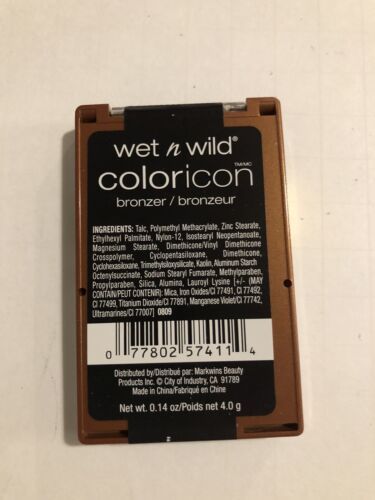 wet n wild®
coloricon™/MC
bronzer / bronzeur
INGREDIENTS: Talc, Polymethyl Methacrylate, Zinc Stearate,
Ethylhexyl Palmitate, Nylon-12, Isostearyl Neopentanoate,
Magnesium Stearate, Dimethicone/Vinyl Dimethicone
Crosspolymer, Cyclopentasiloxane, Dimethicone,
Cyclohexasiloxane, Trimethylsiloxysilicate, Kaolin, Aluminum Starch
Octenylsuccinate, Sodium Stearyl Fumarate, Methylparaben,
Propylparaben, Silica, Alumina, Lauroyl Lysine [+/- (MAY
CONTAIN/PEUT CONTENIR): Mica, Iron Oxides/CI 77491, CI 77492,
CI 77499, Titanium Dioxide/CI 77891, Manganese Violet/CI 77742,
Ultramarines/CI 77007] 0809
0 77802 57411 4
Distributed by/Distribué par: Markwins Beauty
Products Inc. © City of Industry, CA 91789
Made in China/Fabriqué en Chine
Net wt. 0.14 oz/Poids net 4.0 g